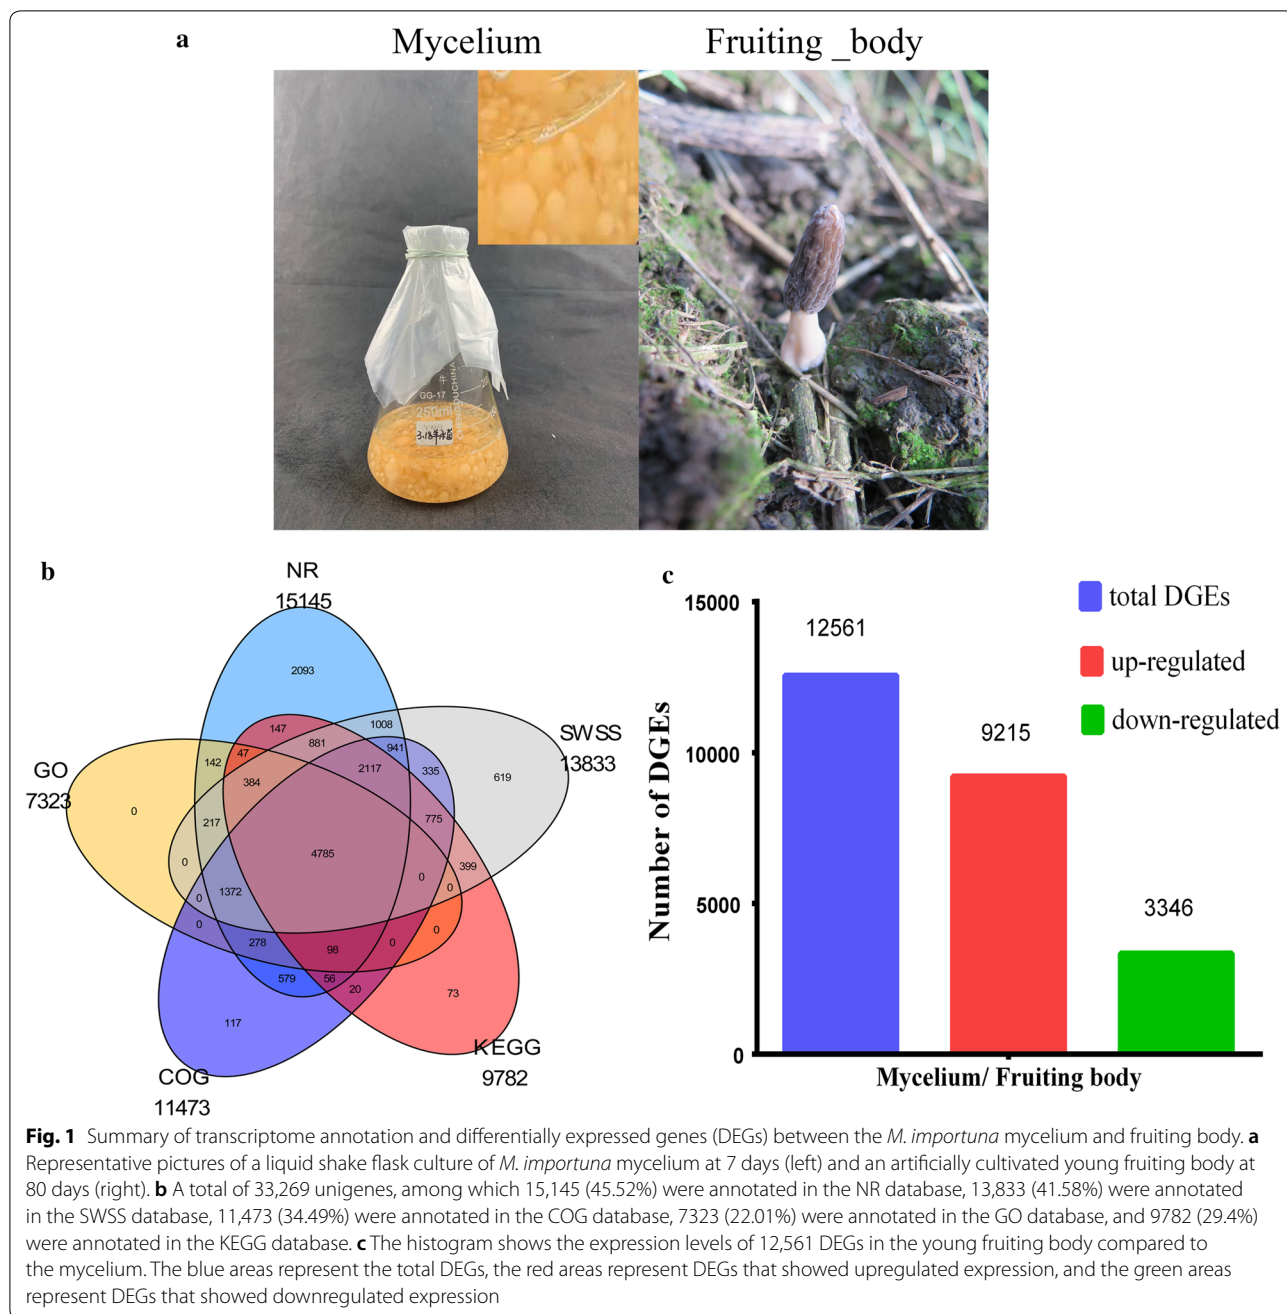 a
Mycelium
Fruiting _body
GG-17
250ml
b
NR
15145
2093
SWSS
13833
GO
7323
COG
11473
KEGG
9782
147
1008
881
941
142
47
384
2117
335
619
0
217
775
4785
399
0
0
0
1372
0
0
0
0
278
98
579
56
20
73
117
c
total DGEs
up-regulated
down-regulated
Number of DGEs
15000
10000
5000
0
12561
9215
3346
Mycelium/ Fruiting body
Fig. 1 Summary of transcriptome annotation and differentially expressed genes (DEGs) between the M. importuna mycelium and fruiting body. a
Representative pictures of a liquid shake flask culture of M. importuna mycelium at 7 days (left) and an artificially cultivated young fruiting body at
80 days (right). b A total of 33,269 unigenes, among which 15,145 (45.52%) were annotated in the NR database, 13,833 (41.58%) were annotated
in the SWSS database, 11,473 (34.49%) were annotated in the COG database, 7323 (22.01%) were annotated in the GO database, and 9782 (29.4%)
were annotated in the KEGG database. c The histogram shows the expression levels of 12,561 DEGs in the young fruiting body compared to
the mycelium. The blue areas represent the total DEGs, the red areas represent DEGs that showed upregulated expression, and the green areas
represent DEGs that showed downregulated expression